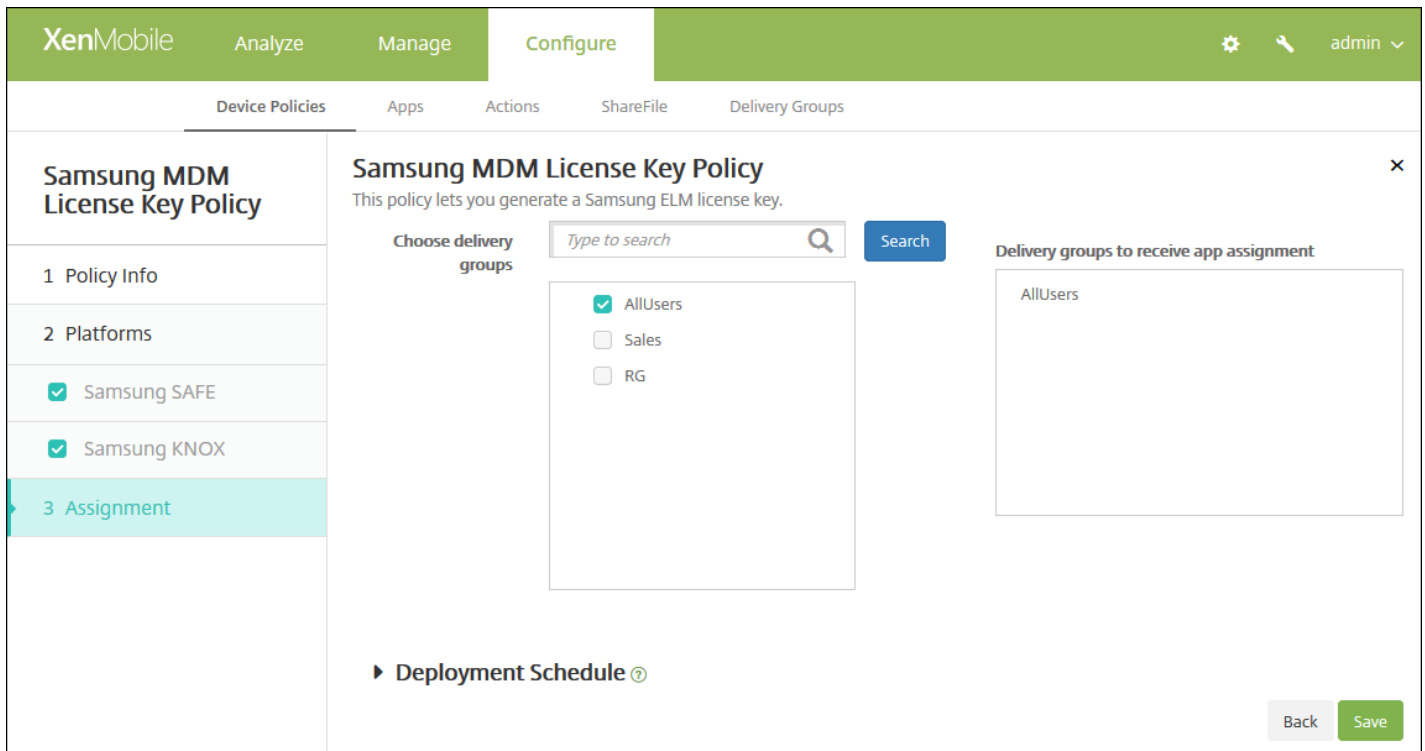 XenMobile Analyze Manage Configure admin
Device Policies Apps Actions ShareFile Delivery Groups
Samsung MDM
License Key Policy
1 Policy Info
2 Platforms
Samsung SAFE
Samsung KNOX
3 Assignment
Samsung MDM License Key Policy
This policy lets you generate a Samsung ELM license key.
Choose delivery
groups
Type to search
Search
AllUsers
Sales
RG
Delivery groups to receive app assignment
AllUsers
Deployment Schedule ?
Back Save